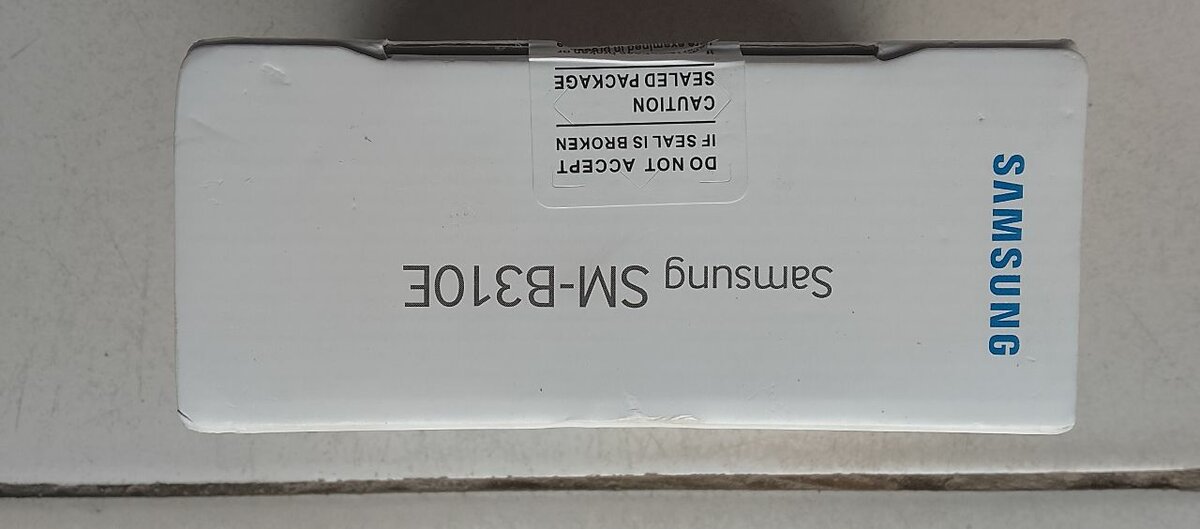 SAMSUNG
Samsung SM-B310E
DO NOT ACCEPT
IF SEAL IS BROKEN
CAUTION
SEALED PACKAGE